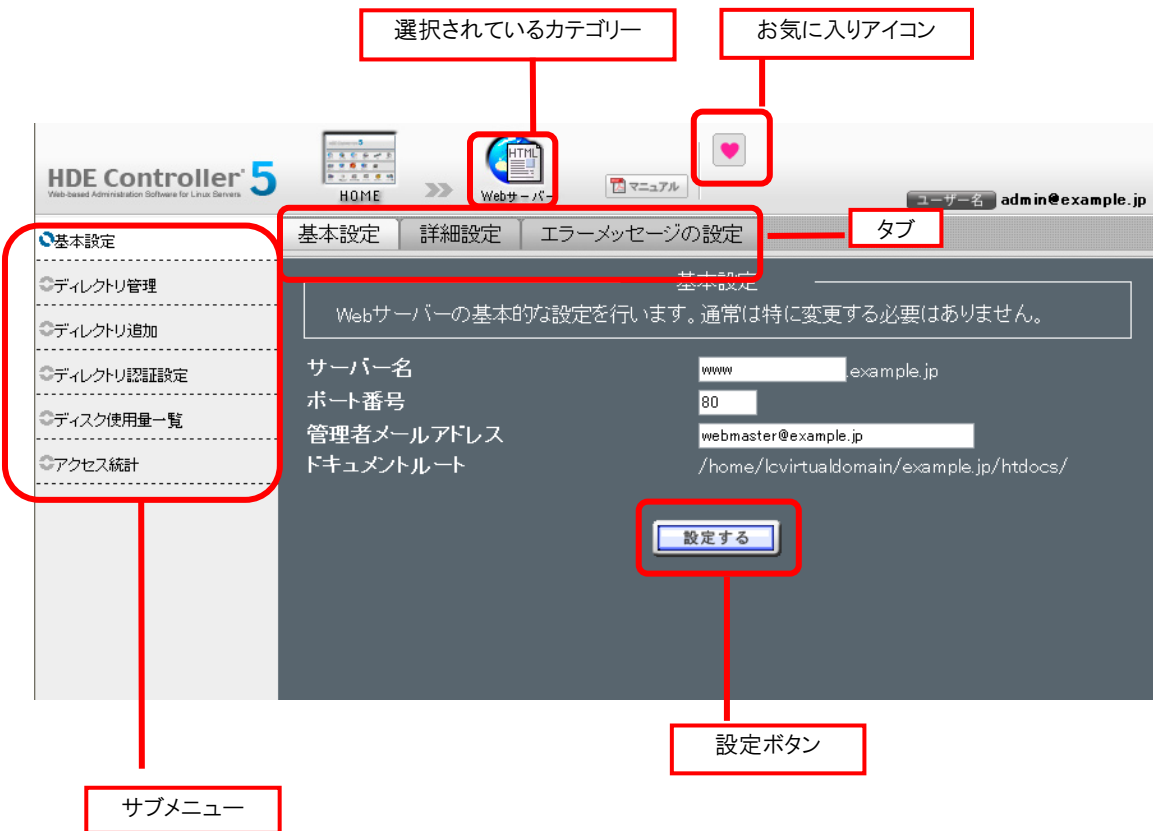 選択されているカテゴリー
お気に入りアイコン
HDE Controller 5
Web-based Administration Software for Linux Servers
HOME
HTML
Webサーバー
マニュアル
ユーザー名 admin@example.jp
基本設定
ディレクトリ管理
ディレクトリ追加
ディレクトリ認証設定
ディスク使用量一覧
アクセス統計
基本設定 詳細設定 エラーメッセージの設定
タブ
基本設定
Webサーバーの基本的な設定を行います。通常は特に変更する必要はありません。
サーバー名 www .example.jp
ポート番号 80
管理者メールアドレス webmaster@example.jp
ドキュメントルート /home/lcvirtualdomain/example.jp/htdocs/
設定する
設定ボタン
サブメニュー